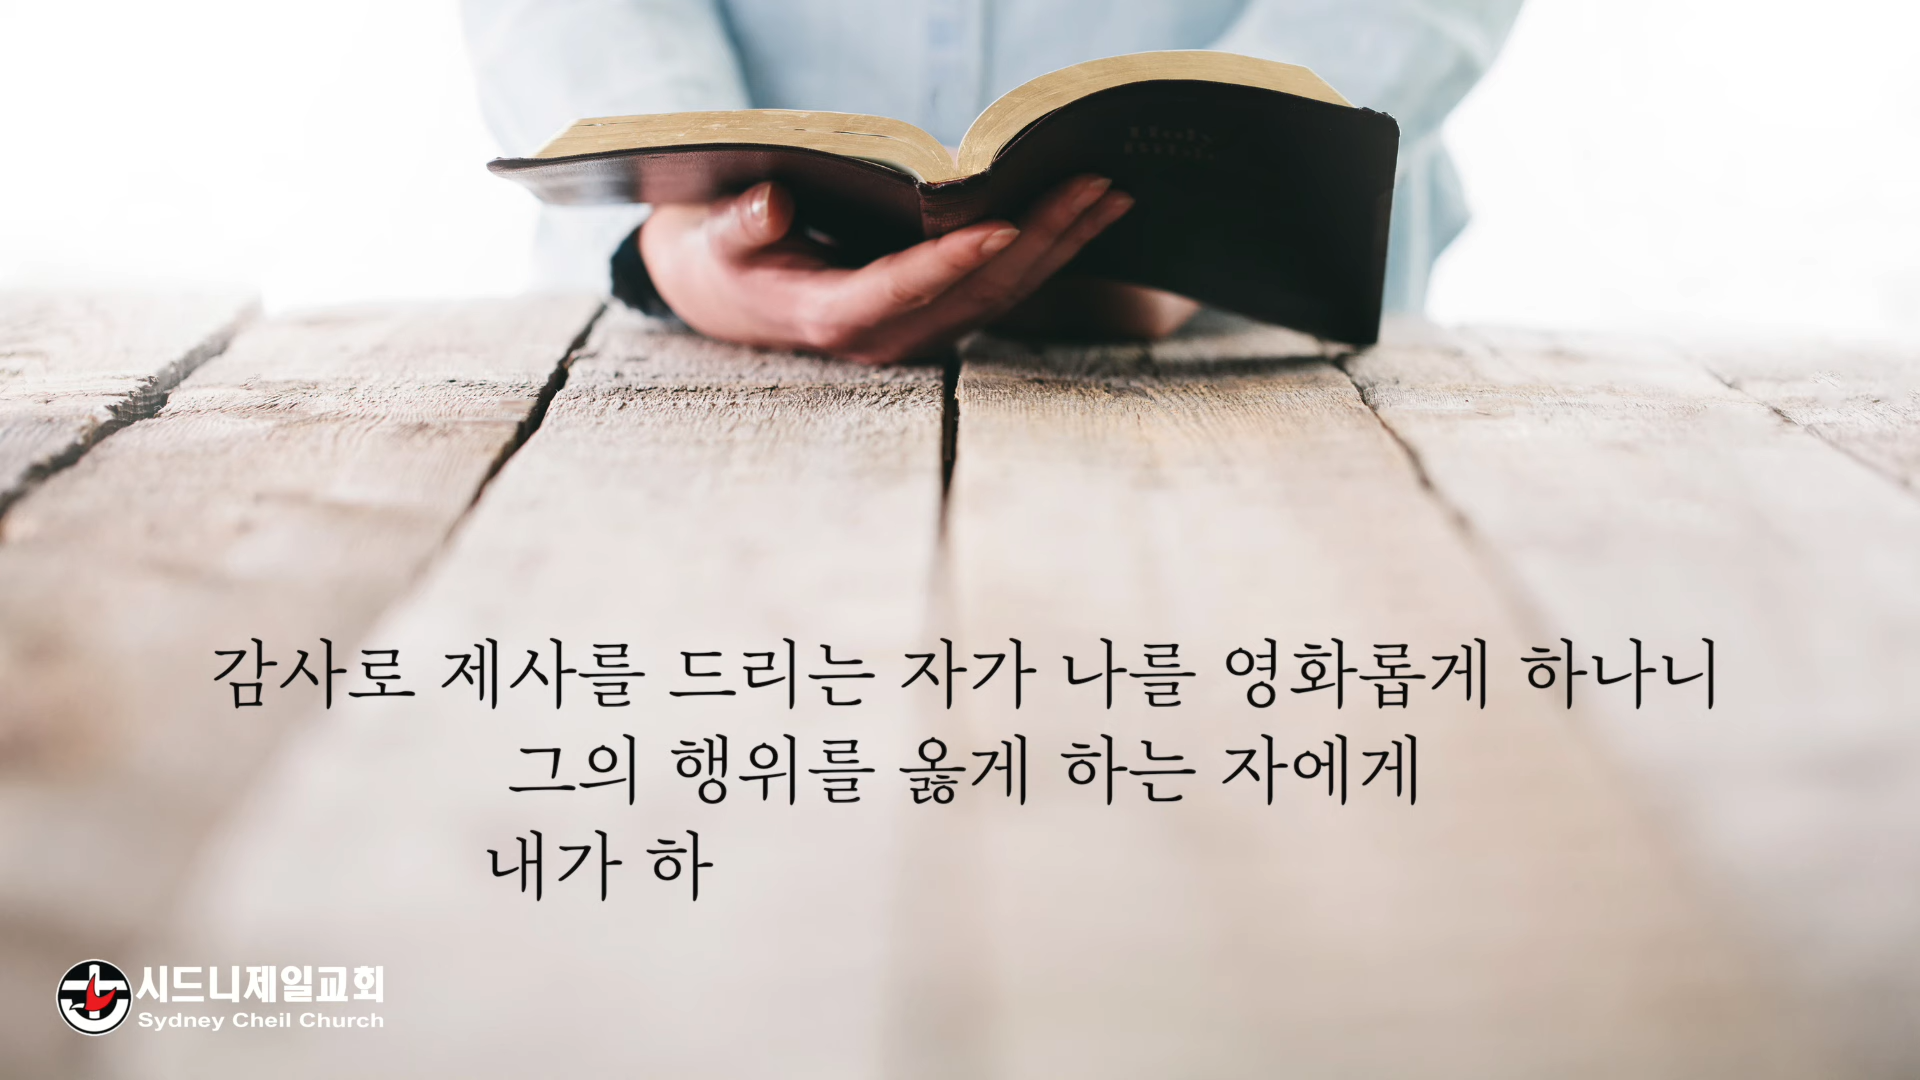 감사로 제사를 드리는 자가 나를 영화롭게 하나니
그의 행위를 옳게 하는 자에게
내가 하
시드니제일교회
Sydney Cheil Church